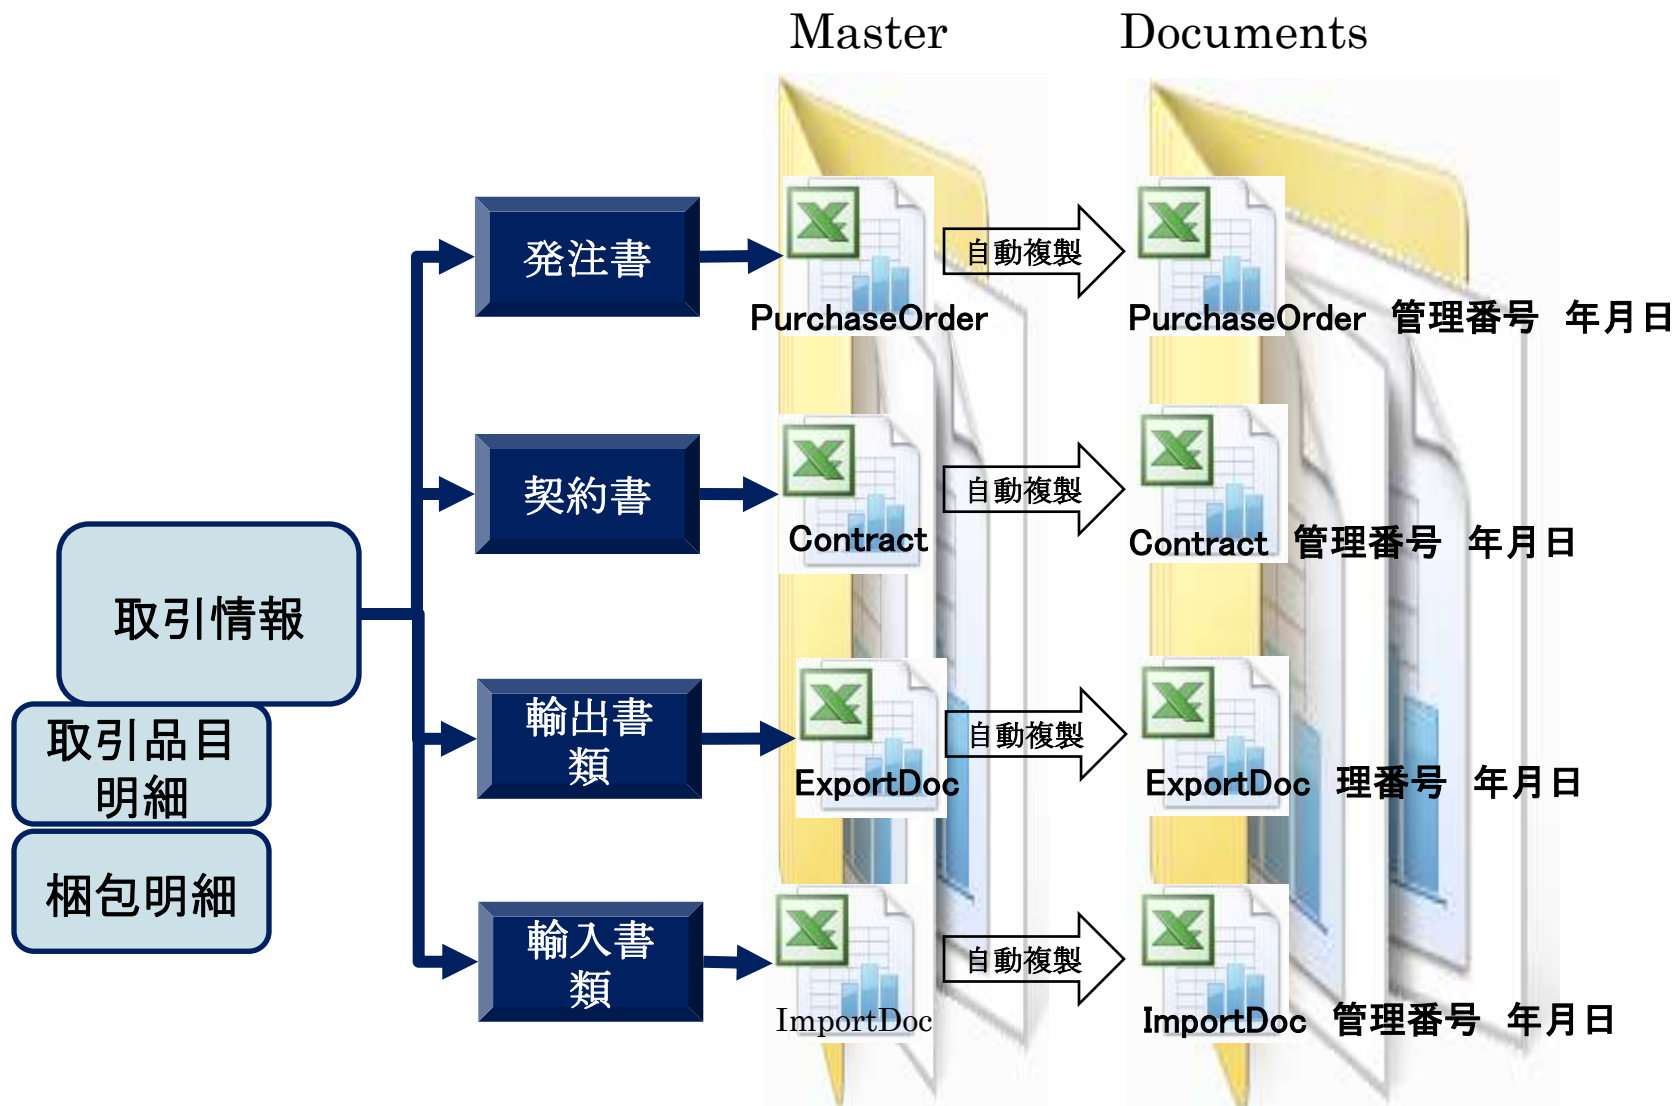 Master
Documents
発注書
自動複製
PurchaseOrder
PurchaseOrder 管理番号 年月日
契約書
自動複製
Contract
Contract 管理番号 年月日
取引情報
取引品目
明細
梱包明細
輸出書
類
自動複製
ExportDoc
ExportDoc 理番号 年月日
輸入書
類
自動複製
ImportDoc
ImportDoc 管理番号 年月日